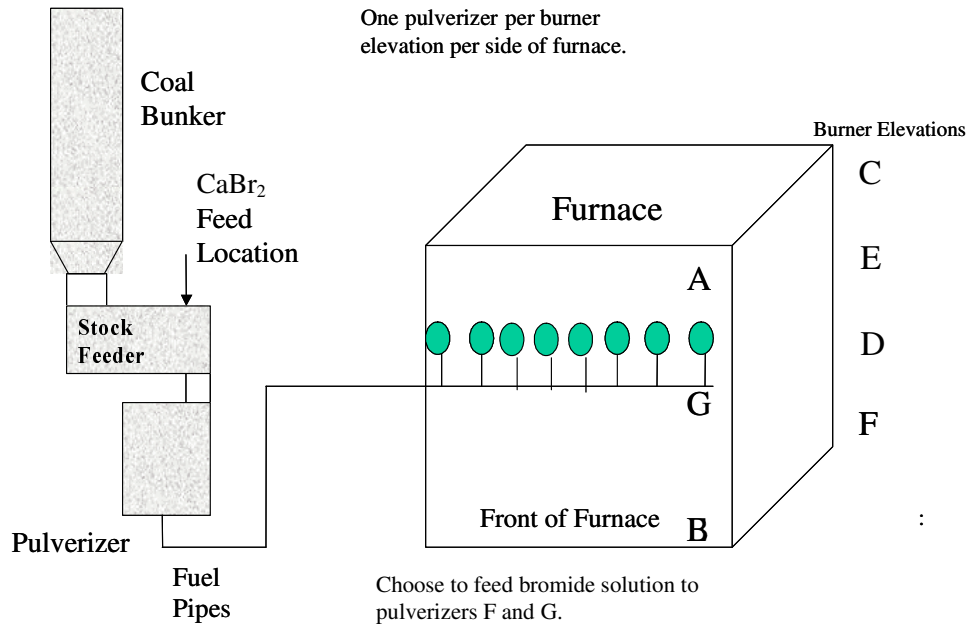 One pulverizer per burner
elevation per side of furnace.
Coal
Bunker
Burner Elevations
C
CaBr₂
Feed
Location
Furnace
E
A
Stock
Feeder
D
G
F
Front of Furnace
B
:
Pulverizer
Fuel
Pipes
Choose to feed bromide solution to
pulverizers F and G.